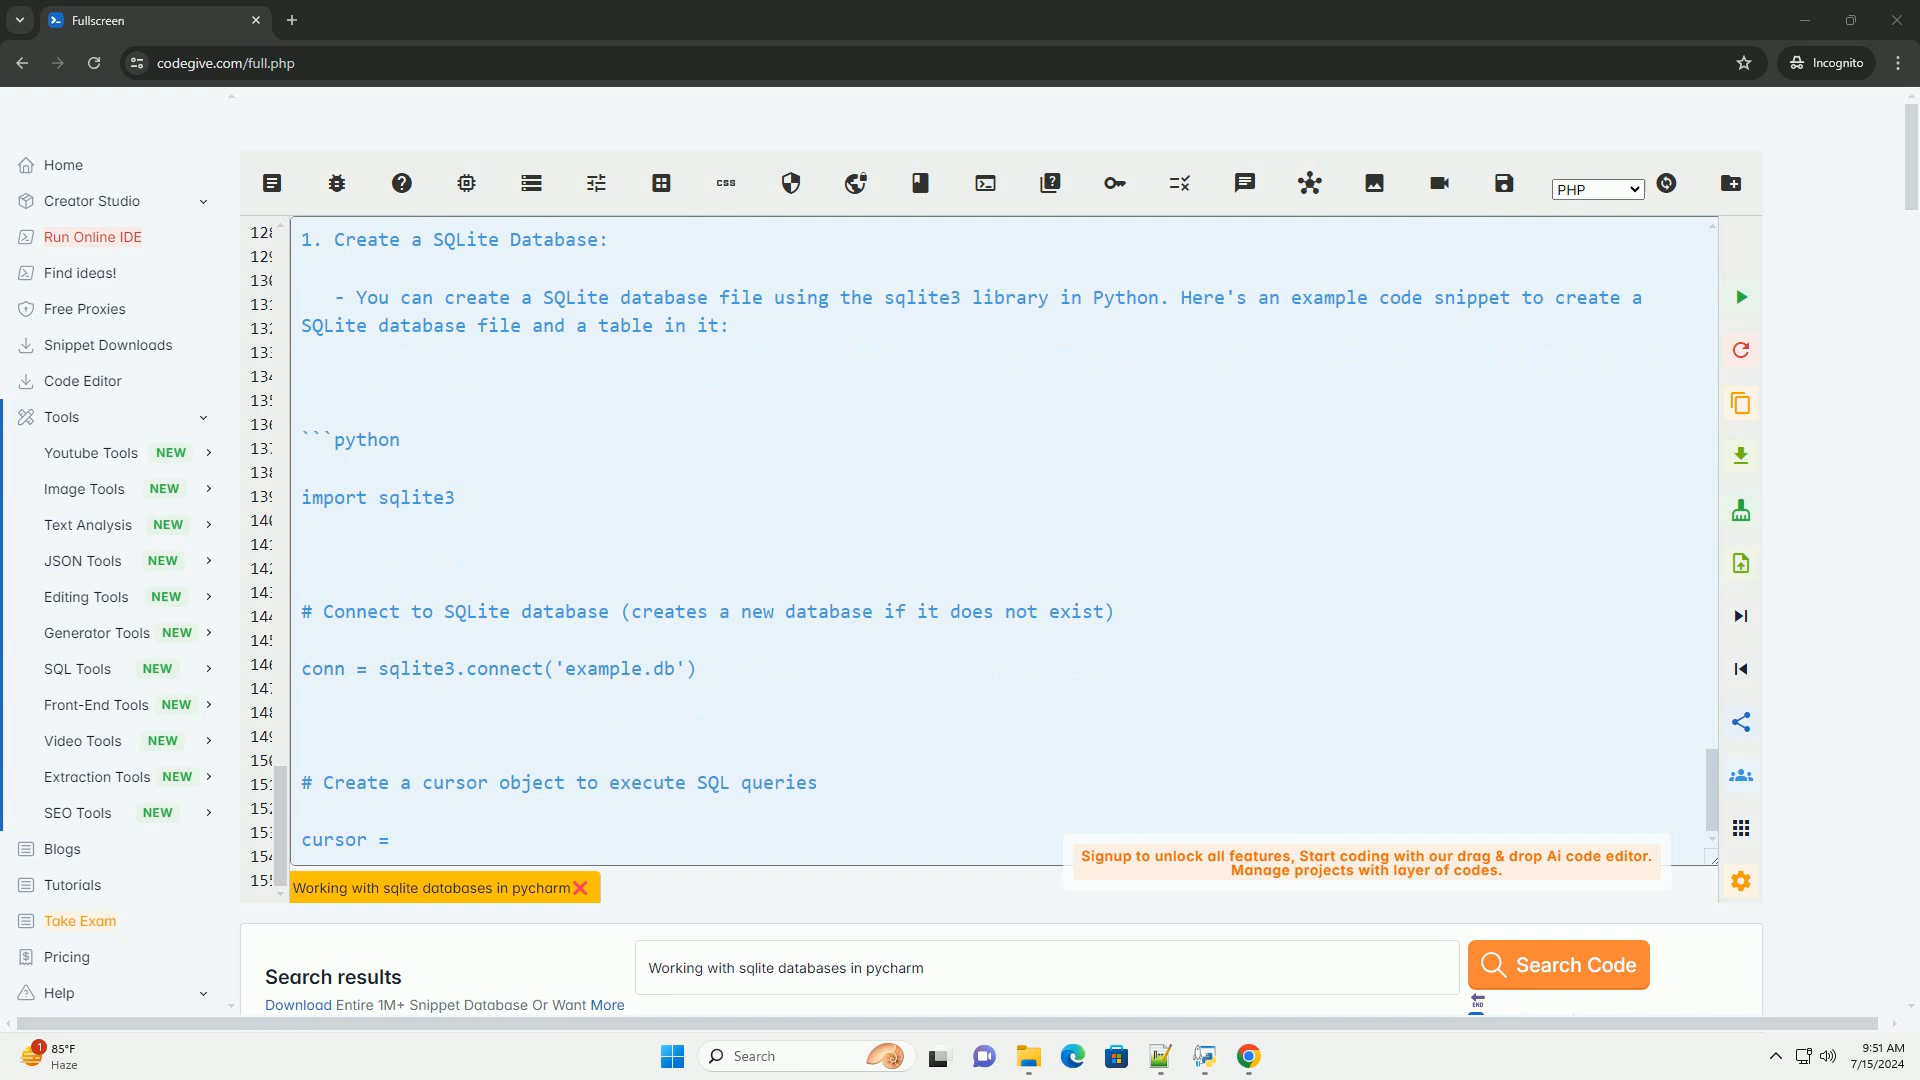 Fullscreen
codegive.com/full.php
Incognito
Home
Creator Studio
Run Online IDE
Find ideas!
Free Proxies
Snippet Downloads
Code Editor
Tools
Youtube Tools NEW
Image Tools NEW
Text Analysis NEW
JSON Tools NEW
Editing Tools NEW
Generator Tools NEW
SQL Tools NEW
Front-End Tools NEW
Video Tools NEW
Extraction Tools NEW
SEO Tools NEW
Blogs
Tutorials
Take Exam
Pricing
Help
CSS
PHP
1. Create a SQLite Database:
- You can create a SQLite database file using the sqlite3 library in Python. Here's an example code snippet to create a
SQLite database file and a table in it:
```python
import sqlite3
# Connect to SQLite database (creates a new database if it does not exist)
conn = sqlite3.connect('example.db')
# Create a cursor object to execute SQL queries
cursor =
Signup to unlock all features, Start coding with our drag & drop Ai code editor.
Manage projects with layer of codes.
Working with sqlite databases in pycharm
Search results
Download Entire 1M+ Snippet Database Or Want More
Working with sqlite databases in pycharm
Search Code
END
1
85°F
Haze
Search
9:51 AM
7/15/2024